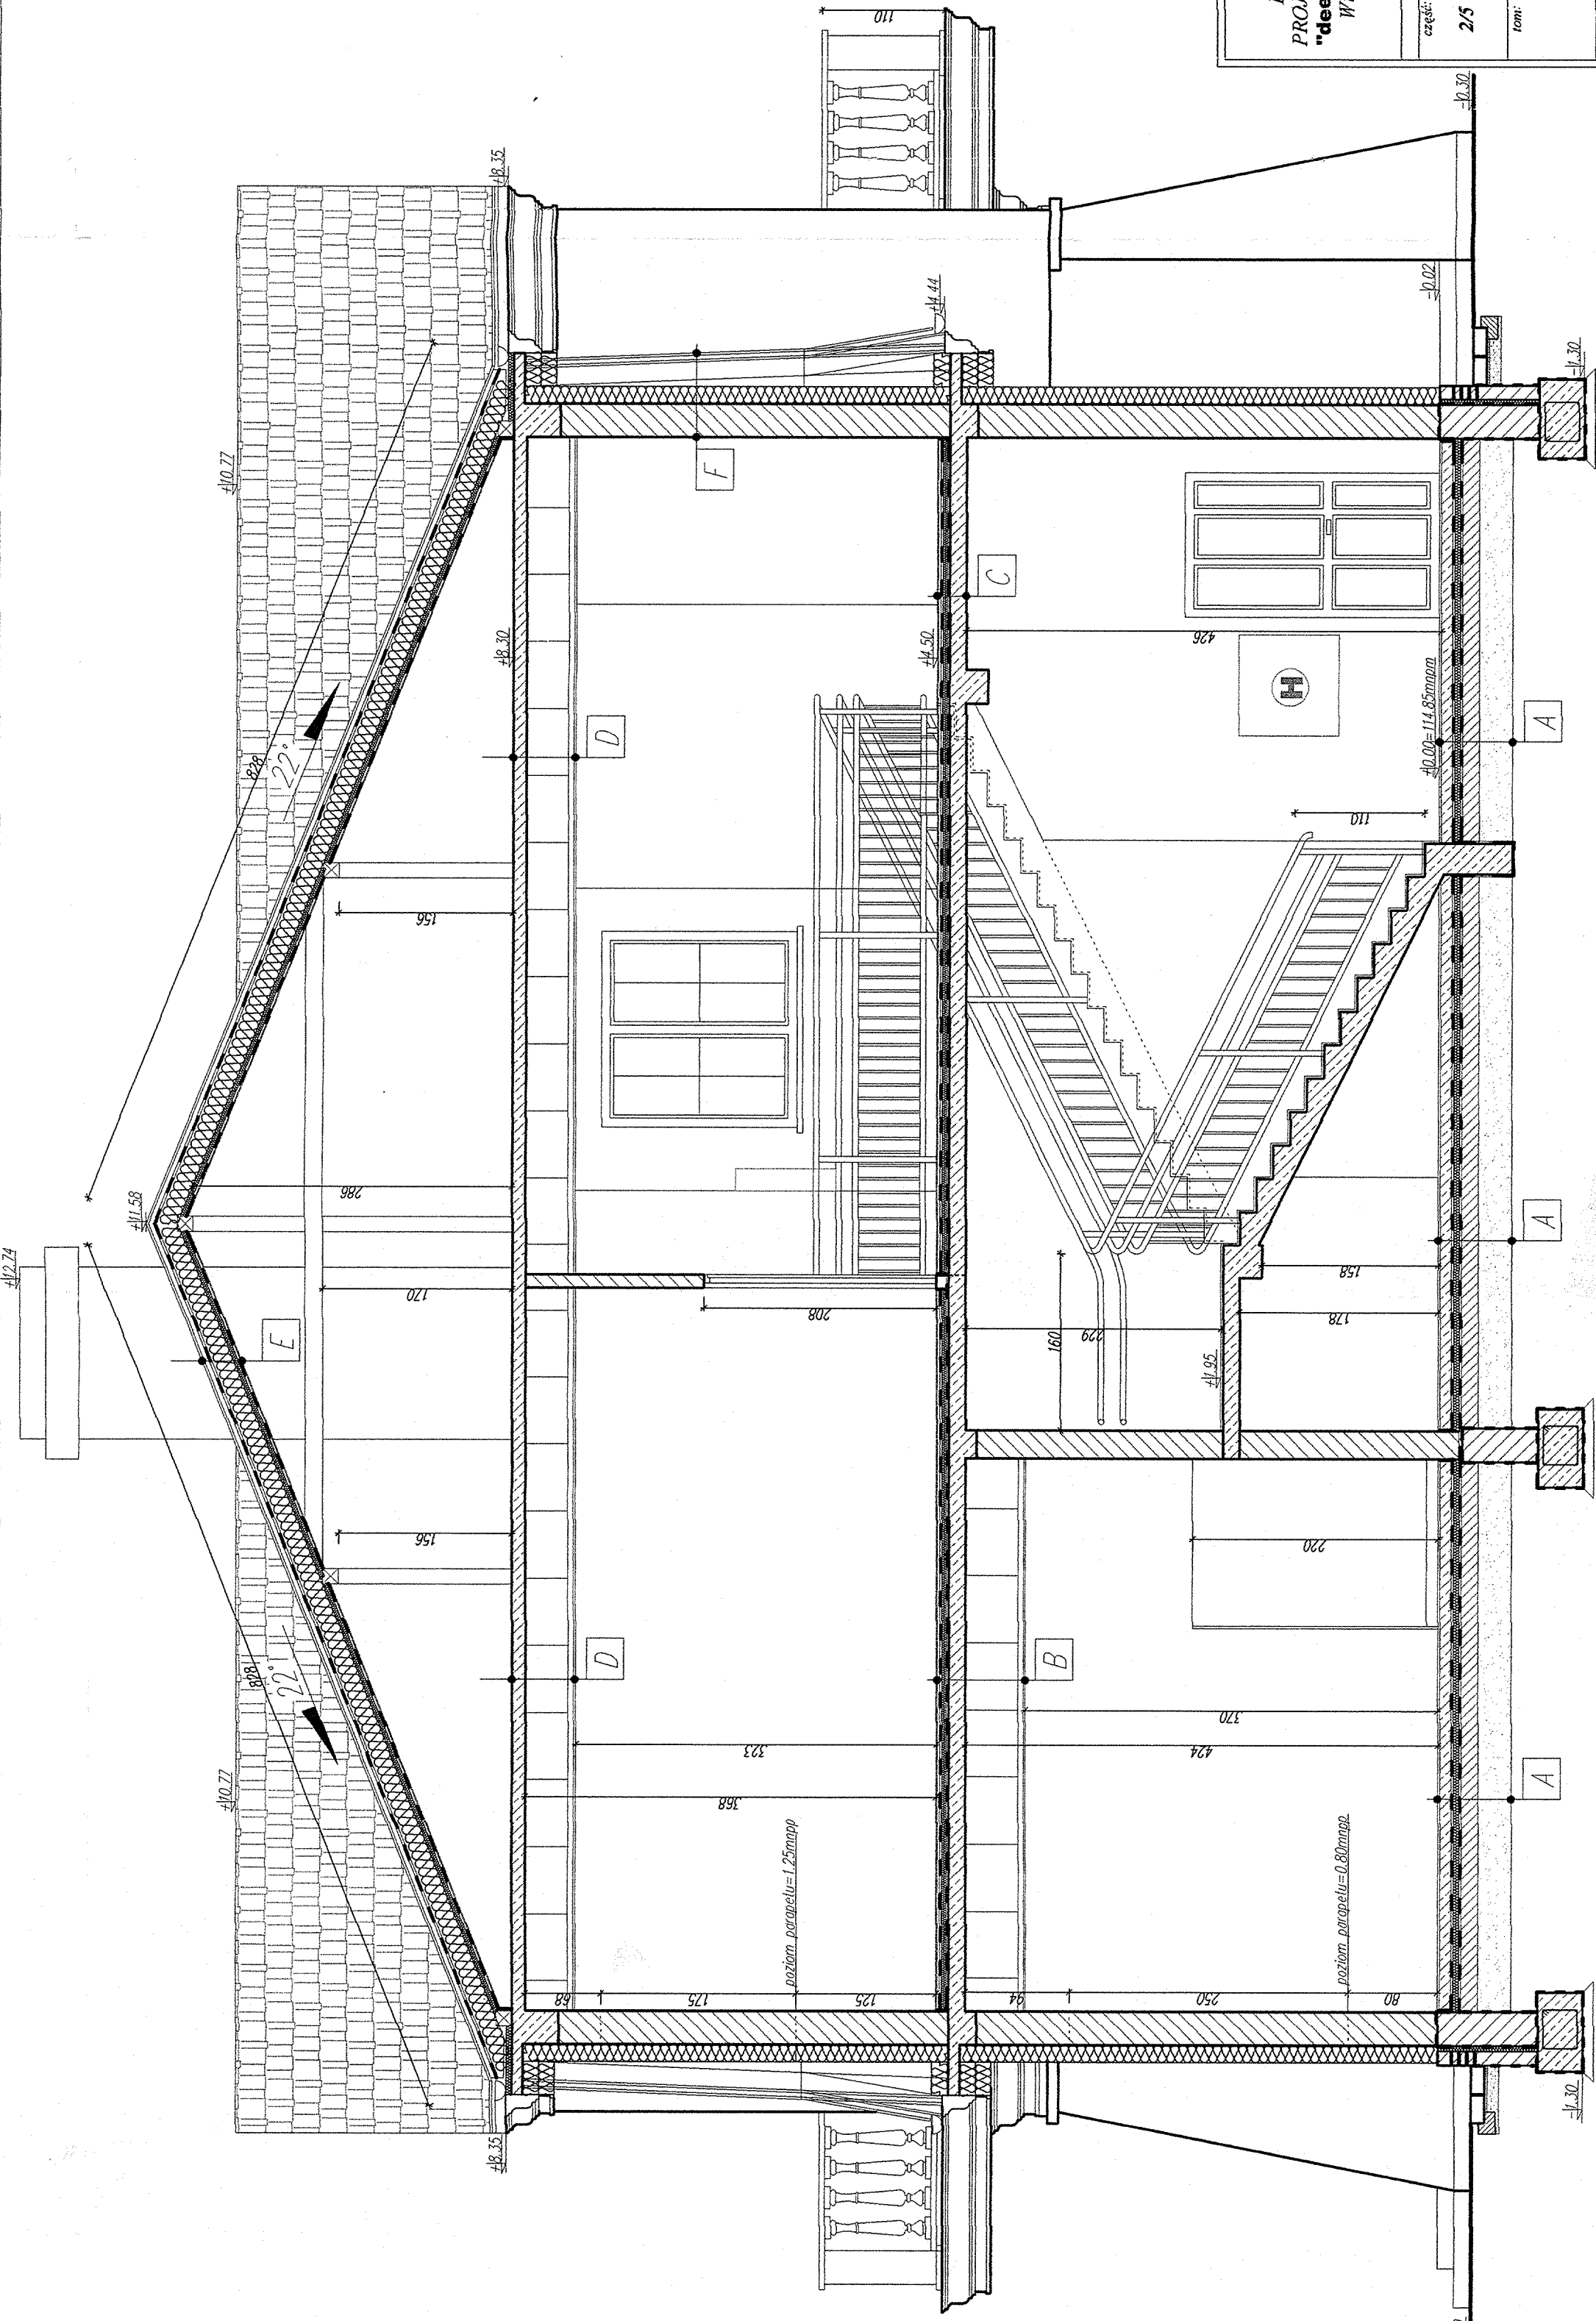 110
PROJ
"dee
W
część:
2/5
tom:
-0.30
+8.35
+4.44
-0.02
-1.30
+10.77
F
828
22°
+8.30
+4.50
C
426
H
±0.00=114.85mnpm
A
D
156
110
+11.58
286
+12.74
170
E
208
160
229
+1.95
158
178
A
156
220
828
22°
D
B
+10.77
323
370
424
368
A
poziom parapetu=1.25mnpp
poziom parapetu=0.80mnpp
68
175
125
94
250
80
+8.35
-1.30